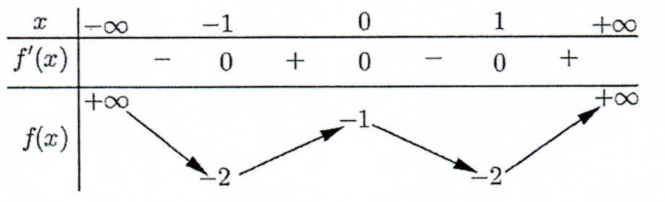 x −∞ −1 0 1 +∞
f′(x) − 0 + 0 − 0 +
+∞ +∞
−1
f(x)
−2 −2